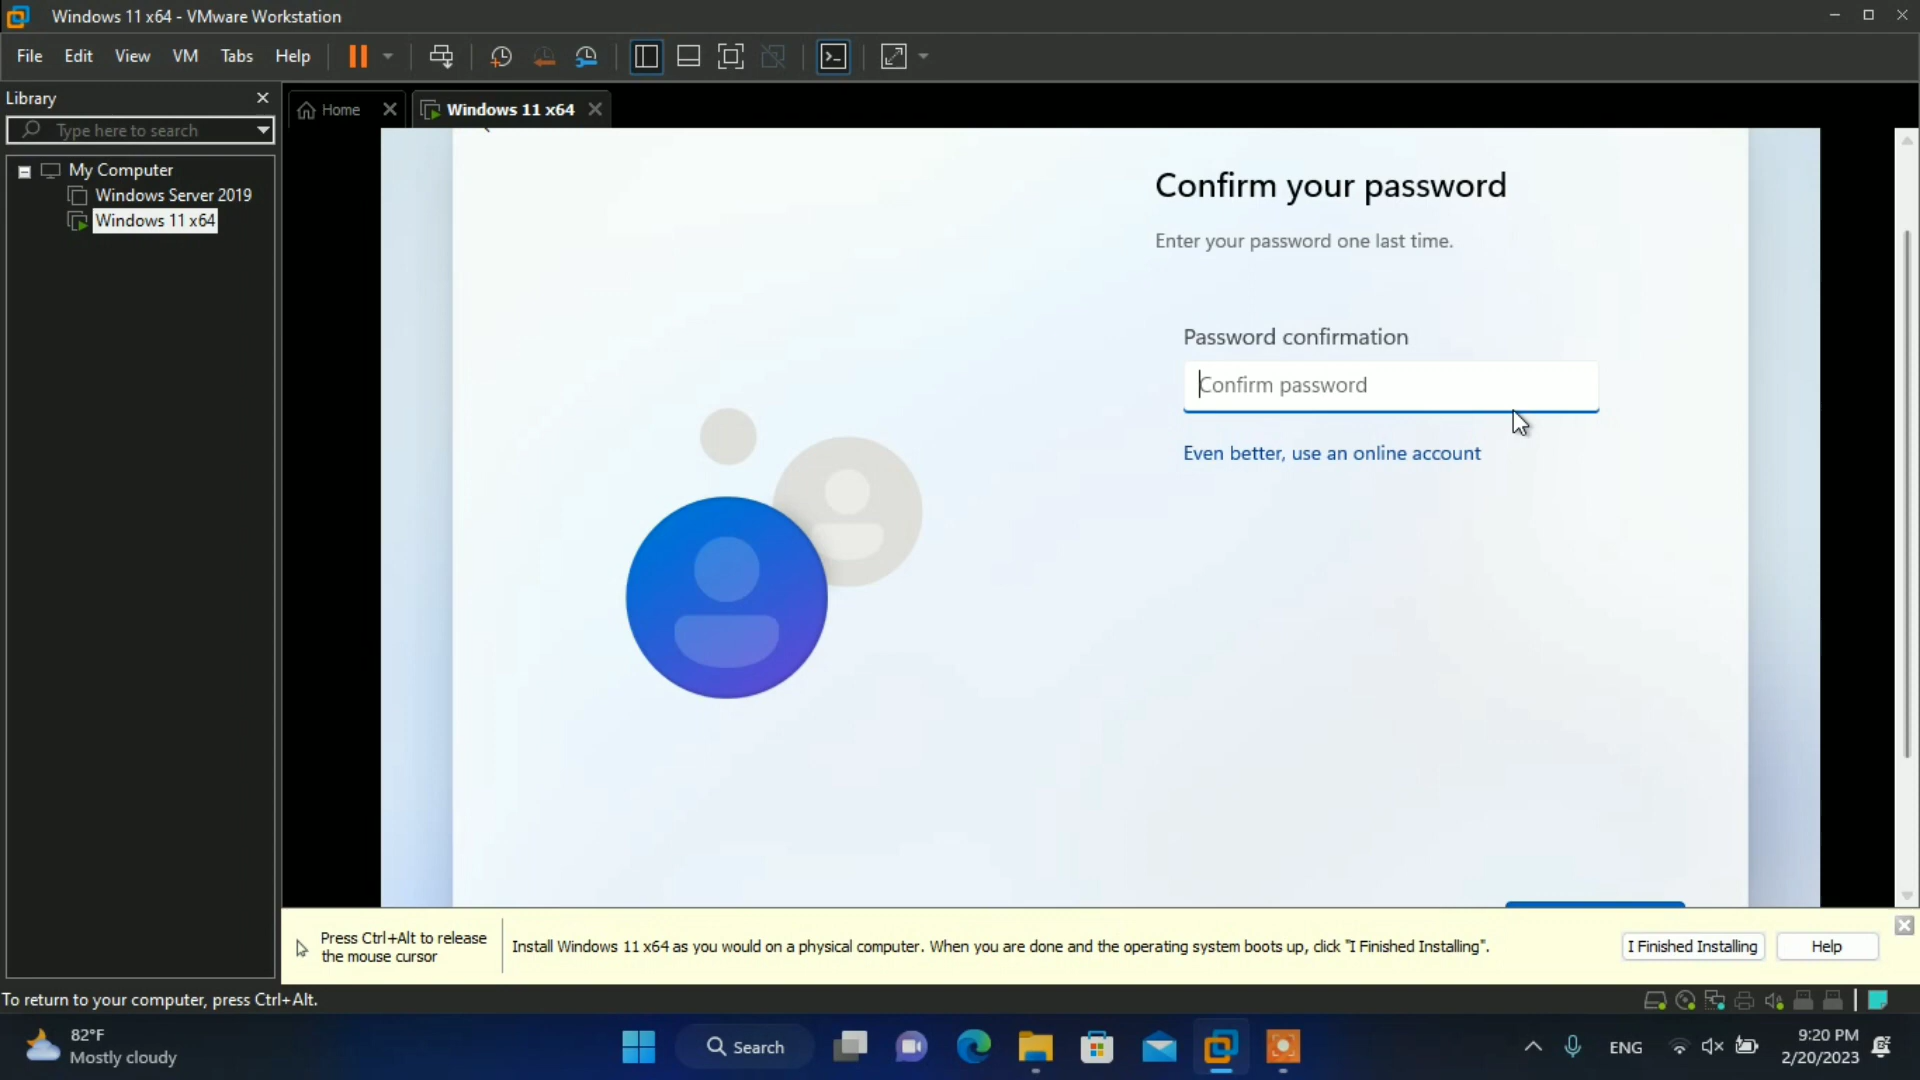 Windows 11 x64 - VMware Workstation
File Edit View VM Tabs Help
Library
Type here to search
My Computer
Windows Server 2019
Windows 11 x64
Home
Windows 11 x64
Confirm your password
Enter your password one last time.
Password confirmation
Confirm password
Even better, use an online account
Press Ctrl+Alt to release
the mouse cursor
Install Windows 11 x64 as you would on a physical computer. When you are done and the operating system boots up, click "I Finished Installing".
I Finished Installing
Help
To return to your computer, press Ctrl+Alt.
82°F
Mostly cloudy
Search
ENG
9:20 PM
2/20/2023